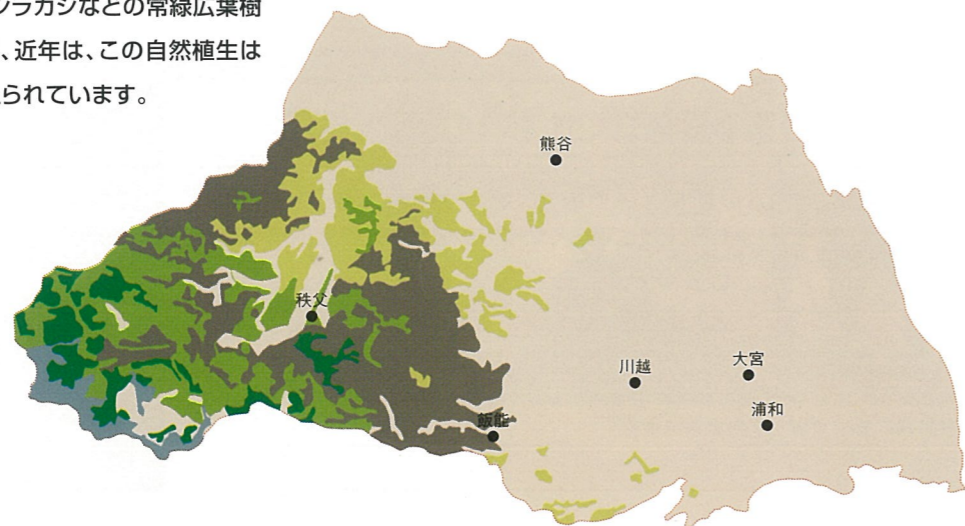 シラカシなどの常緑広葉樹
、近年は、この自然植生は
られています。
熊谷
秩父
川越
大宮
浦和
飯能